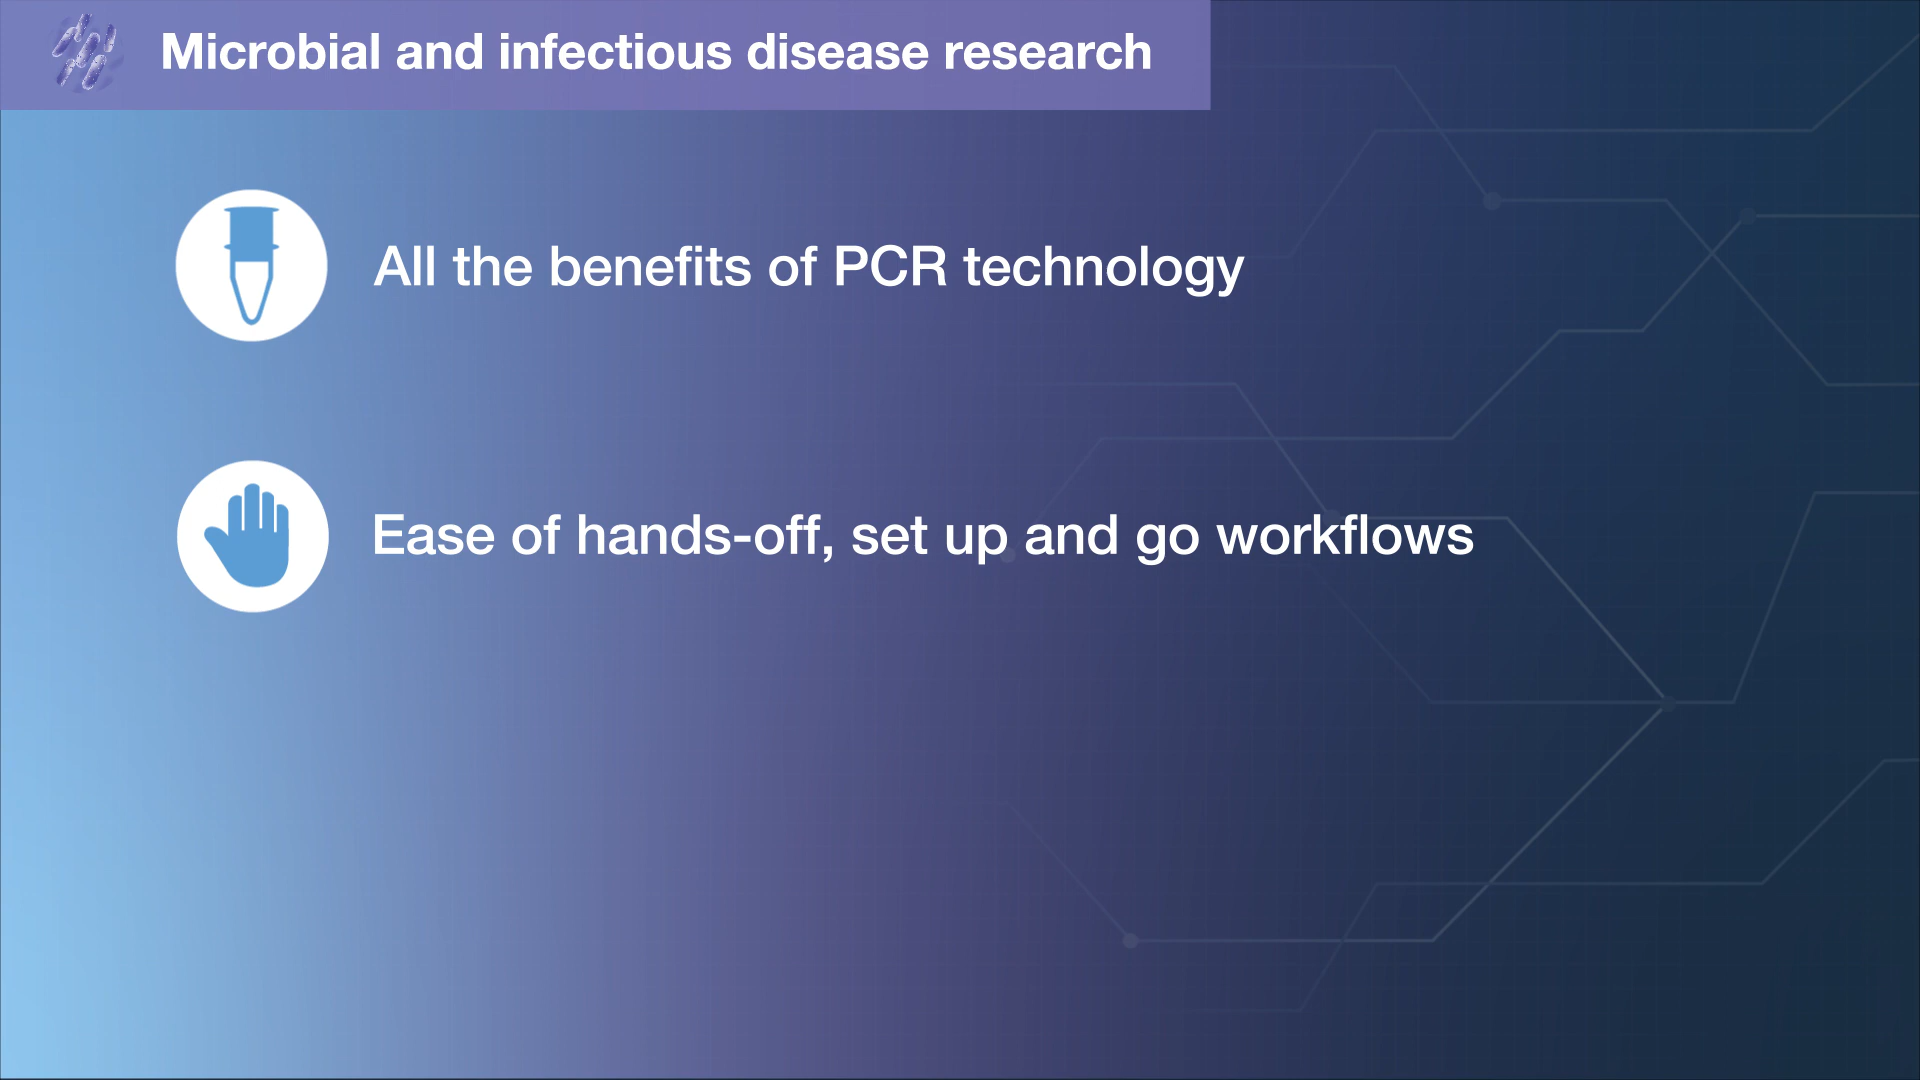 Microbial and infectious disease research
All the benefits of PCR technology
Ease of hands-off, set up and go workflows